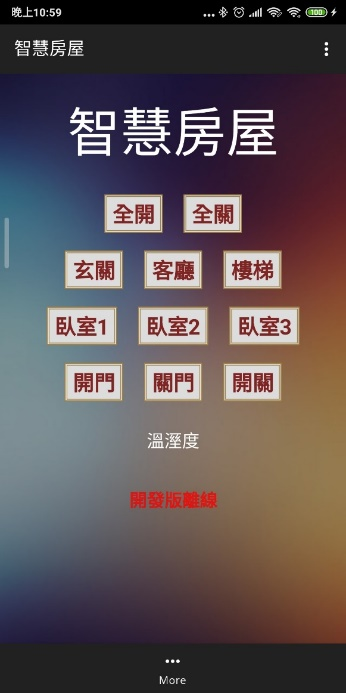 晚上10:59
100
智慧房屋
智慧房屋
全開 全關
玄關 客廳 樓梯
臥室1 臥室2 臥室3
開門 關門 開關
溫溼度
開發版離線
More